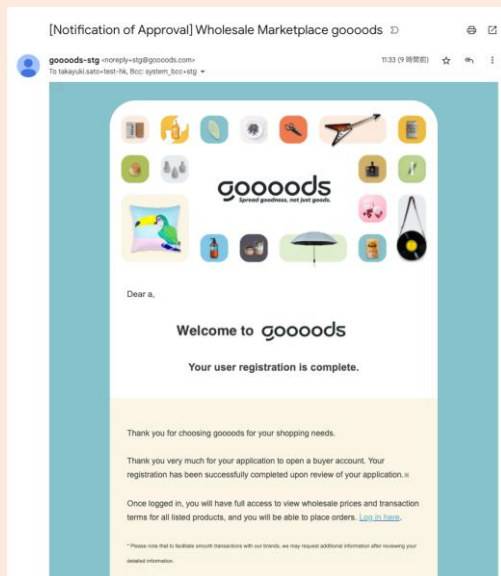 [Notification of Approval] Wholesale Marketplace goooods
goooods-stg <noreply+stg@goooods.com>
11:33 (9 時間前)
To takayuki.sato+test-hk, Bcc: system_bcc+stg
goooods
Spread goodness, not just goods.
Dear a,
Welcome to goooods
Your user registration is complete.
Thank you for choosing goooods for your shopping needs.
Thank you very much for your application to open a buyer account. Your
registration has been successfully completed upon review of your application.※
Once logged in, you will have full access to view wholesale prices and transaction
terms for all listed products, and you will be able to place orders. Log in here.
* Please note that to facilitate smooth transactions with our brands, we may request additional information after reviewing your
detailed information.